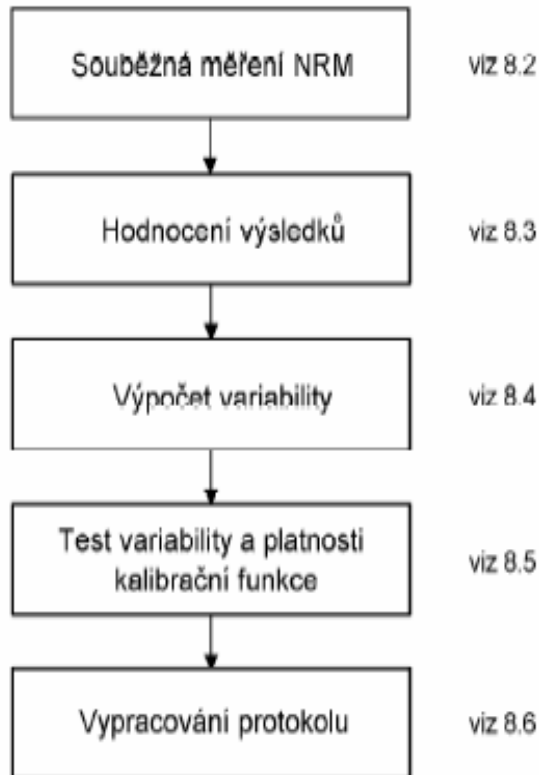 Souběžná měření NRM
viz 8.2
Hodnocení výsledků
viz 8.3
Výpočet variability
viz 8.4
Test variability a platnosti
kalibrační funkce
viz 8.5
Vypracování protokolu
viz 8.6